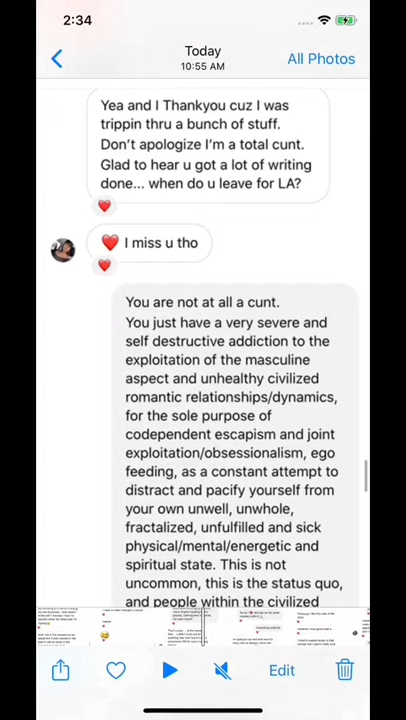 2:34
Today
10:55 AM
All Photos
Yea and I Thankyou cuz I was
trippin thru a bunch of stuff.
Don't apologize I'm a total cunt.
Glad to hear u got a lot of writing
done... when do u leave for LA?
❤️
❤️ I miss u tho
❤️
You are not at all a cunt.
You just have a very severe and
self destructive addiction to the
exploitation of the masculine
aspect and unhealthy civilized
romantic relationships/dynamics,
for the sole purpose of
codependent escapism and joint
exploitation/obsessionalism, ego
feeding, as a constant attempt to
distract and pacify yourself from
your own unwell, unwhole,
fractalized, unfulfilled and sick
physical/mental/energetic and
spiritual state. This is not
uncommon, this is the status quo,
and people within the civilized
Edit